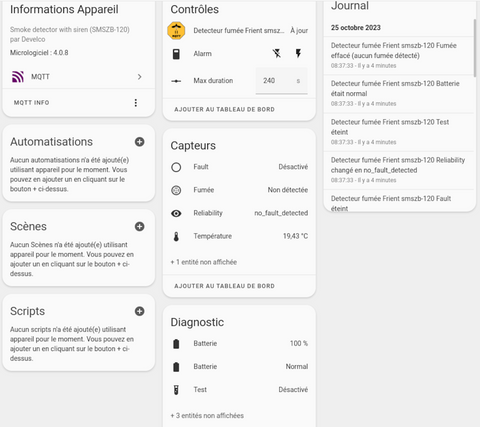 Informations Appareil
Smoke detector with siren (SMSZB-120)
par Develco
Micrologiciel : 4.0.8
MQTT
MQTT INFO
Automatisations
Aucun automatisations n'a été ajouté(e) utilisant appareil pour le moment. Vous
pouvez en ajouter un en cliquant sur le
bouton + ci-dessus.
Scènes
Aucun Scènes n'a été ajouté(e) utilisant
appareil pour le moment. Vous pouvez en
ajouter un en cliquant sur le bouton + ci-
dessus.
Scripts
Aucun scripts n'a été ajouté(e) utilisant
appareil pour le moment. Vous pouvez en
ajouter un en cliquant sur le bouton + ci-
dessus.
Contrôles
Detecteur fumée Frient smsz... À jour
Alarm
Max duration 240 s
AJOUTER AU TABLEAU DE BORD
Capteurs
Fault Désactivé
Fumée Non détectée
Reliability no_fault_detected
Température 19,43 °C
+ 1 entité non affichée
AJOUTER AU TABLEAU DE BORD
Diagnostic
Batterie 100 %
Batterie Normal
Test Désactivé
+ 3 entités non affichées
Journal
25 octobre 2023
Detecteur fumée Frient smszb-120 Fumée
effacé (aucun fumée détecté)
08:37:33 - Il y a 4 minutes
Detecteur fumée Frient smszb-120 Batterie
était normal
08:37:33 - Il y a 4 minutes
Detecteur fumée Frient smszb-120 Test
éteint
08:37:33 - Il y a 4 minutes
Detecteur fumée Frient smszb-120 Reliability
changé en no_fault_detected
08:37:33 - Il y a 4 minutes
Detecteur fumée Frient smszb-120 Fault
éteint